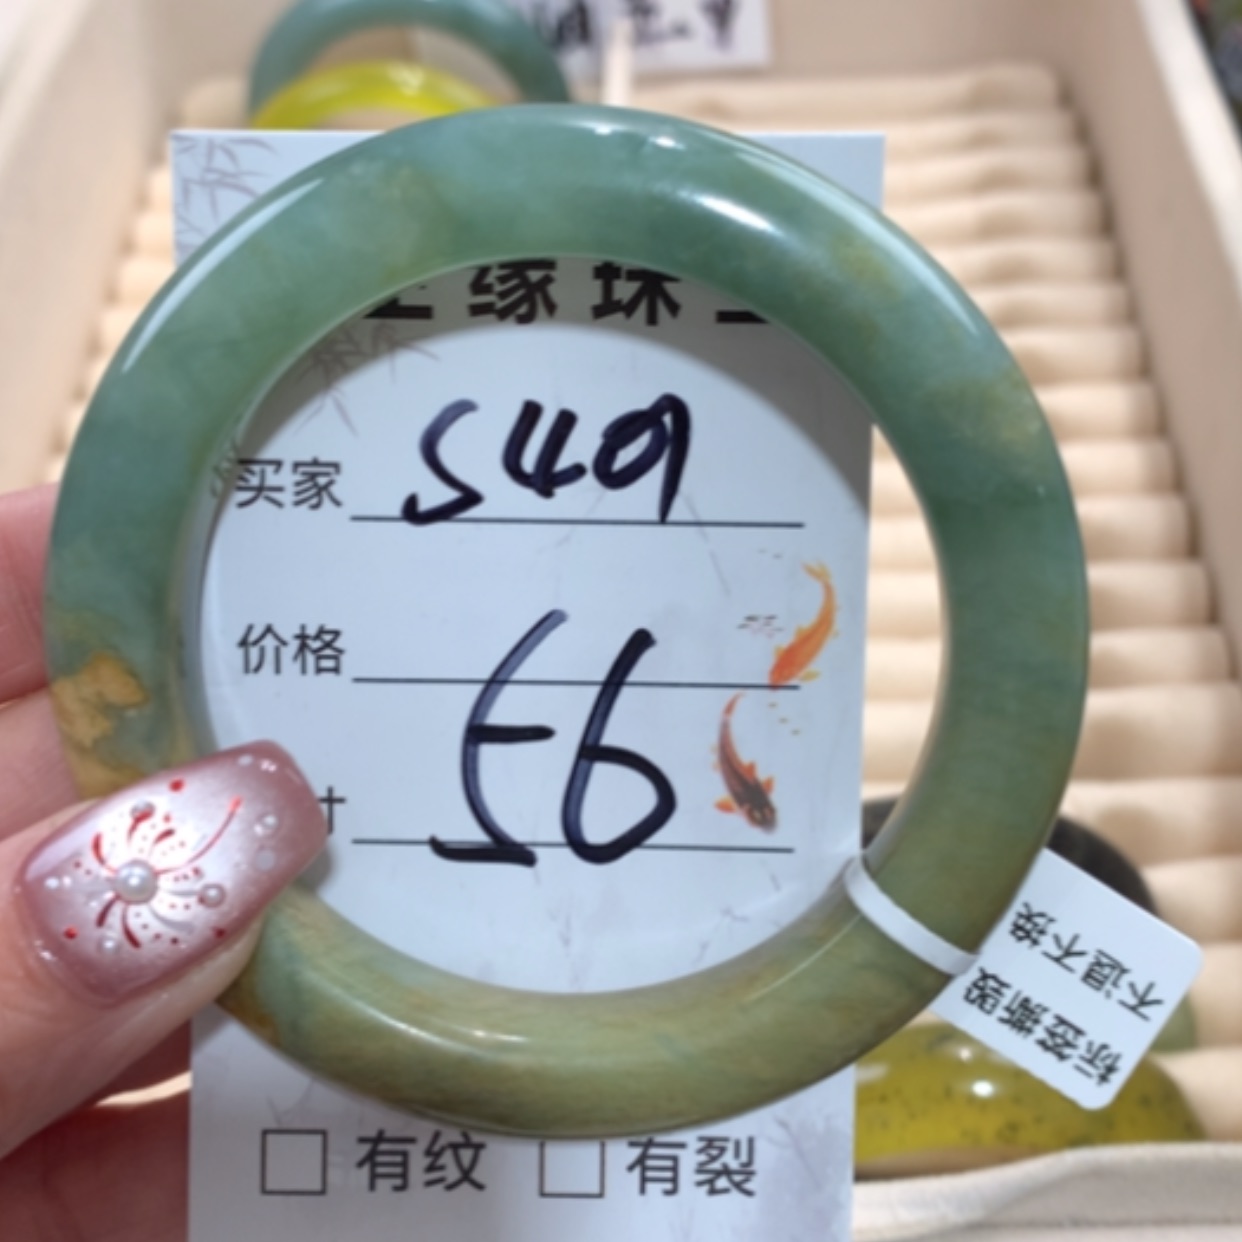 缘珠
买家 S49
价格
56
标签撕毁
不退不换
有纹 有裂